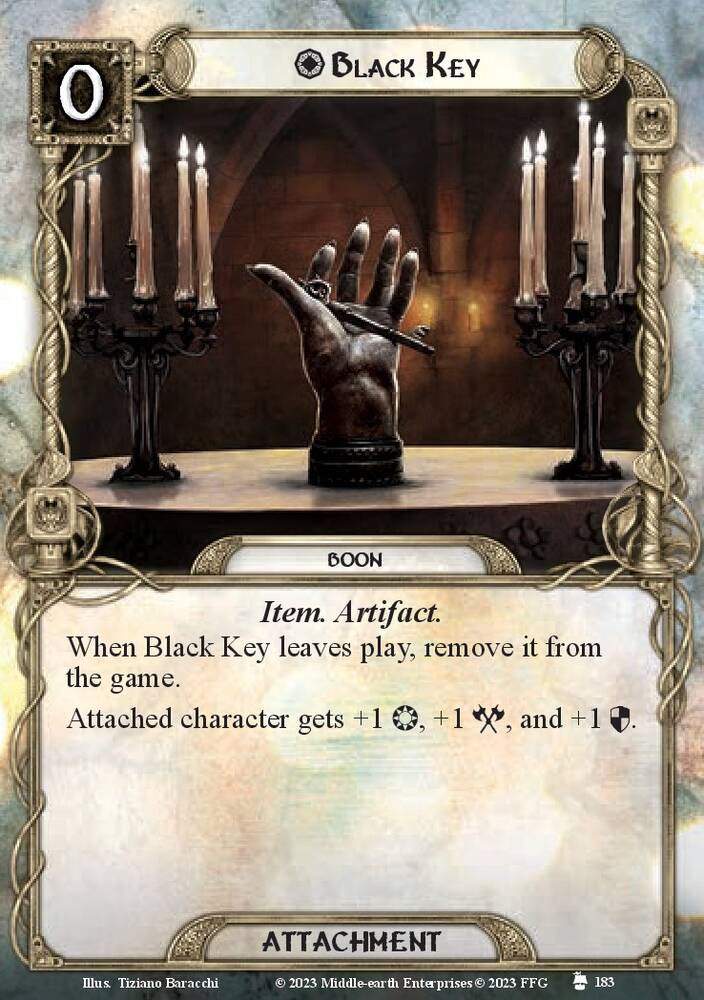 0
BLACK KEY
BOON
Item. Artifact.
When Black Key leaves play, remove it from
the game.
Attached character gets +1 , +1 , and +1 .
ATTACHMENT
Illus. Tiziano Baracchi © 2023 Middle-earth Enterprises © 2023 FFG 183